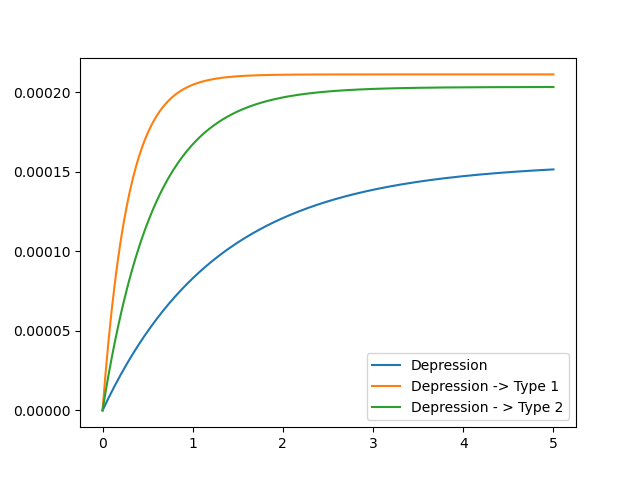 0.00020
0.00015
0.00010
0.00005
0.00000
0 1 2 3 4 5
Depression
Depression -> Type 1
Depression - > Type 2